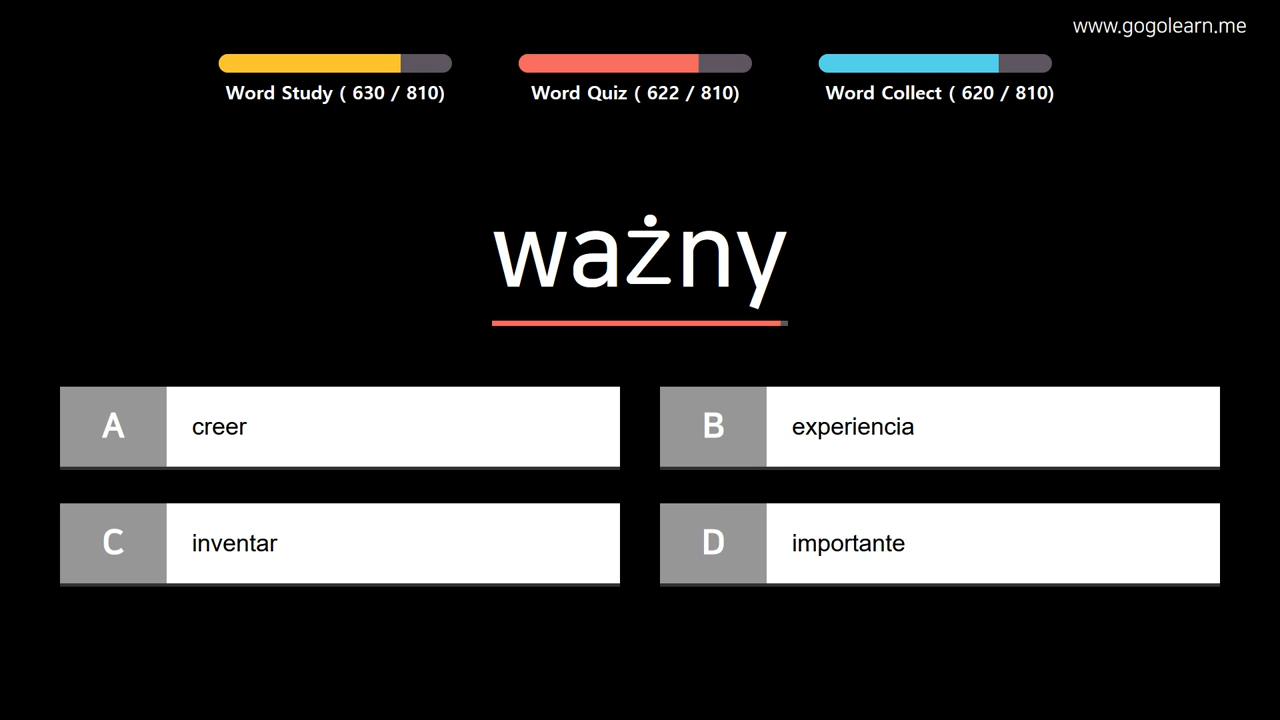 www.gogolearn.me
Word Study ( 630 / 810)
Word Quiz ( 622 / 810)
Word Collect ( 620 / 810)
ważny
A creer
B experiencia
C inventar
D importante